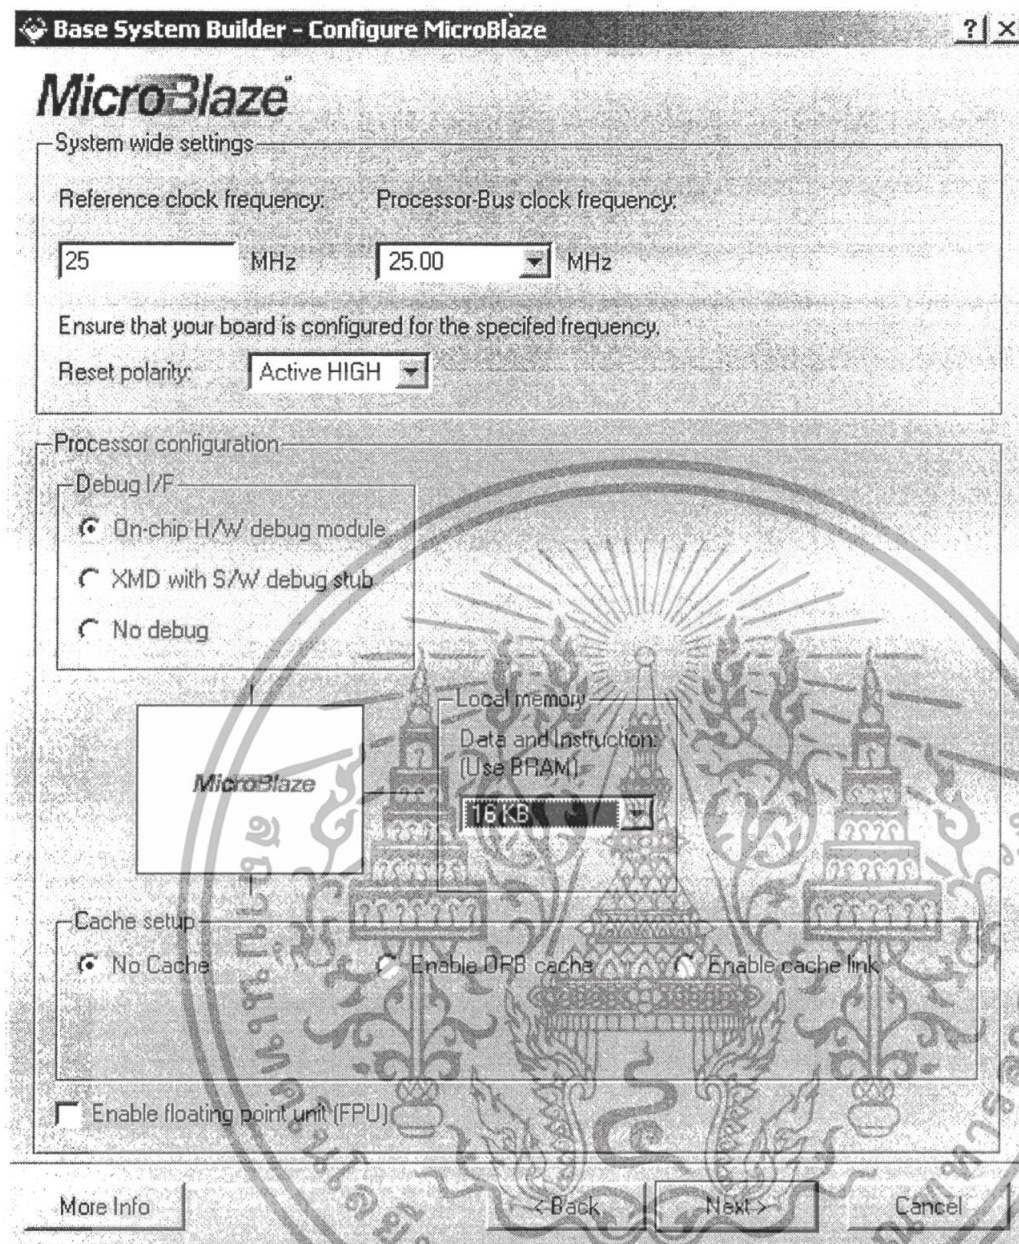 Base System Builder - Configure MicroBlaze
MicroBlaze
System wide settings
Reference clock frequency: Processor-Bus clock frequency:
25 MHz 25.00 MHz
Ensure that your board is configured for the specifed frequency.
Reset polarity: Active HIGH
Processor configuration
Debug I/F
On-chip H/W debug module
XMD with S/W debug stub
No debug
Local memory
Data and Instruction:
(Use BRAM)
16 KB
MicroBlaze
Cache setup
No Cache Enable OPB cache Enable cache link
Enable floating point unit (FPU)
More Info < Back Next > Cancel